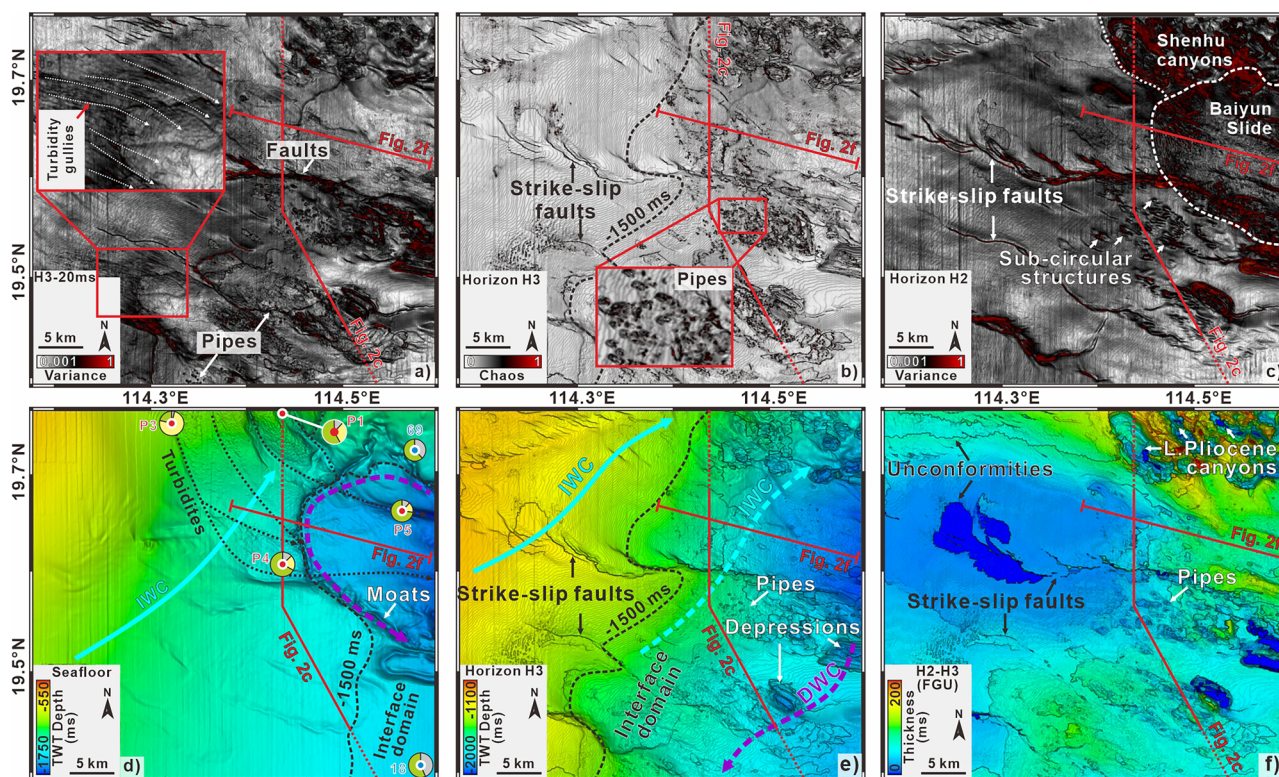 19.7°N
19.5°N
Turbidity
gullies
Faults
Fig. 2f
Pipes
Fig. 2c
H3-20ms
N
5 km
0.001
1
Variance
a)
Fig. 2c
Fig. 2f
Strike-slip
faults
-1500 ms
Pipes
Horizon H3
N
5 km
0
1
Chaos
b)
Shenhu
canyons
Baiyun
Slide
Fig. 2f
Strike-slip faults
Sub-circular
structures
Fig. 2c
Horizon H2
N
5 km
0.001
1
Variance
c)
114.3°E
114.5°E
114.3°E
114.5°E
114.3°E
114.5°E
19.7°N
19.5°N
P3
P1
69
Turbidites
P5
Fig. 2f
P4
IWC
Moats
Fig. 2c
-1500 ms
Interface
domain
18
Seafloor
N
5 km
-550
-1750
TWT Depth
(ms)
d)
IWC
IWC
Fig. 2f
Strike-slip faults
-1500 ms
Pipes
Depressions
Fig. 2c
Interface
domain
DWC
Horizon H3
N
5 km
-1100
-2000
TWT Depth
(ms)
e)
L.Pliocene
canyons
Unconformities
Fig. 2f
Pipes
Strike-slip faults
Fig. 2c
H2-H3
(FGU)
N
5 km
200
0
Thickness
(ms)
f)